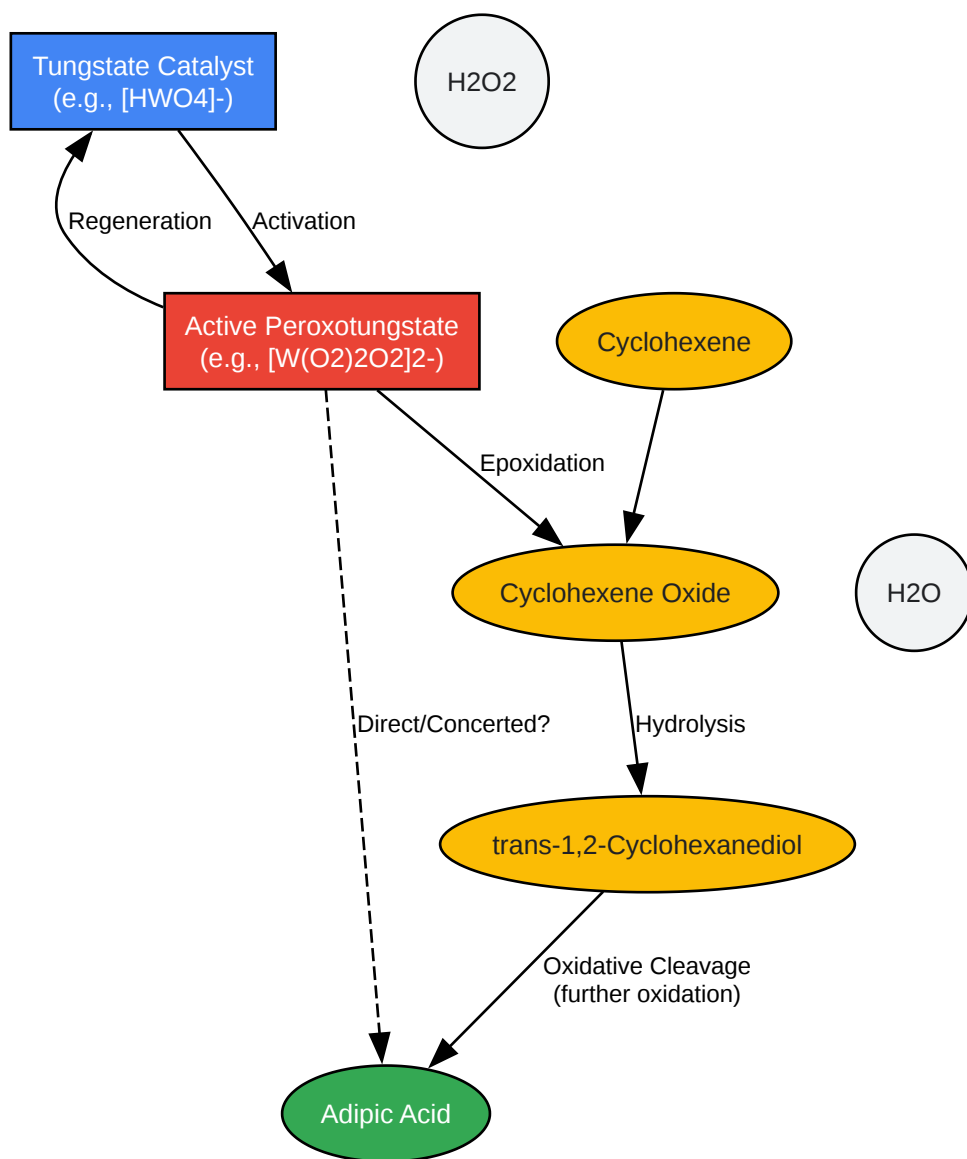 Tungstate Catalyst
(e.g., [HWO4]-)
H2O2
Regeneration
Activation
Active Peroxotungstate
(e.g., [W(O2)2O2]2-)
Cyclohexene
Epoxidation
Cyclohexene Oxide
H2O
Direct/Concerted?
Hydrolysis
trans-1,2-Cyclohexanediol
Oxidative Cleavage
(further oxidation)
Adipic Acid